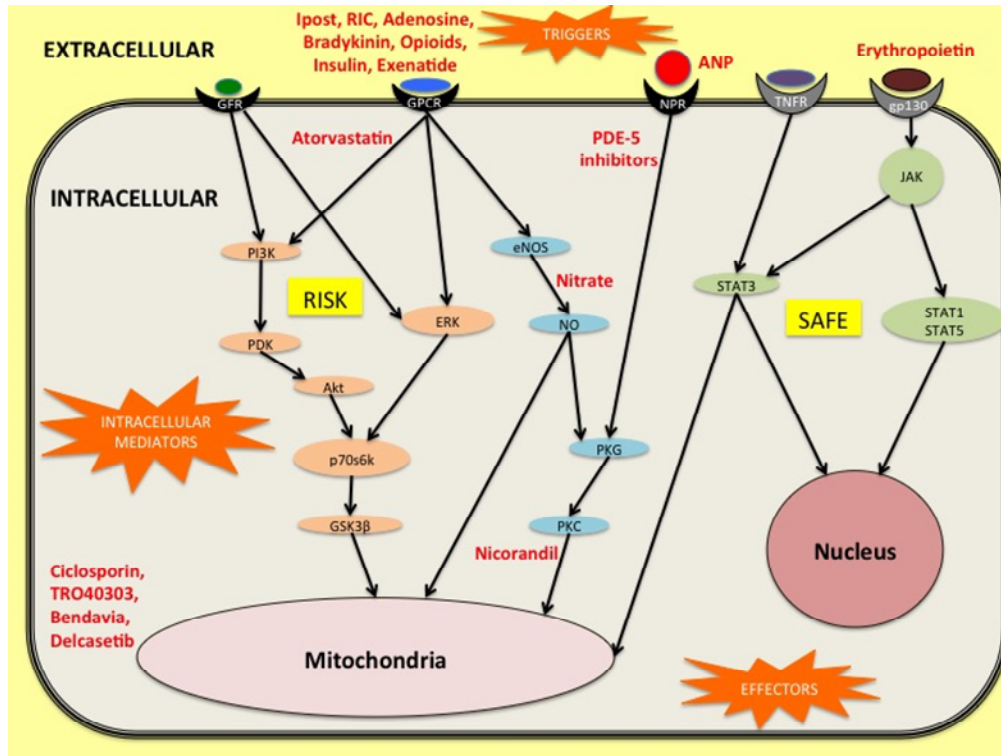 EXTRACELLULAR
Ipost, RIC, Adenosine,
Bradykinin, Opioids,
Insulin, Exenatide
TRIGGERS
ANP
Erythropoietin
GFR
GPCR
NPR
TNFR
gp130
Atorvastatin
PDE-5
inhibitors
INTRACELLULAR
JAK
PI3K
eNOS
Nitrate
STAT3
RISK
SAFE
ERK
NO
STAT1
STAT5
PDK
Akt
INTRACELLULAR
MEDIATORS
p70s6k
PKG
GSK3β
PKC
Nicorandil
Nucleus
Ciclosporin,
TRO40303,
Bendavia,
Delcasetib
Mitochondria
EFFECTORS